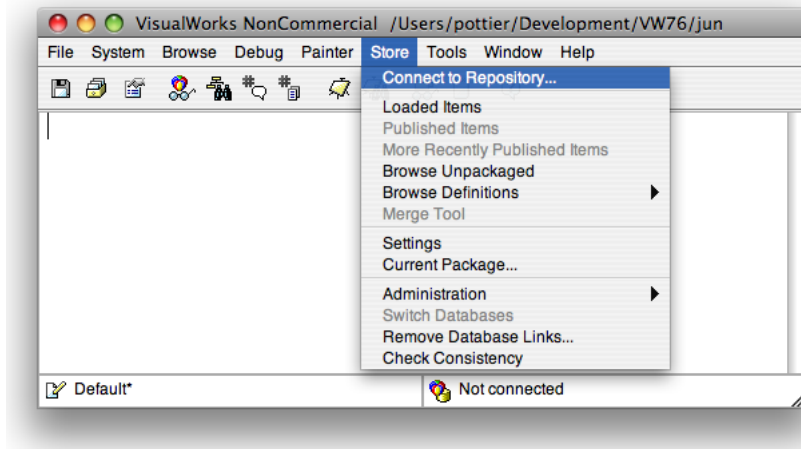 VisualWorks NonCommercial /Users/pottier/Development/VW76/jun
File System Browse Debug Painter Store Tools Window Help
Connect to Repository...
Loaded Items
Published Items
More Recently Published Items
Browse Unpackaged
Browse Definitions
Merge Tool
Settings
Current Package...
Administration
Switch Databases
Remove Database Links...
Check Consistency
Default*
Not connected